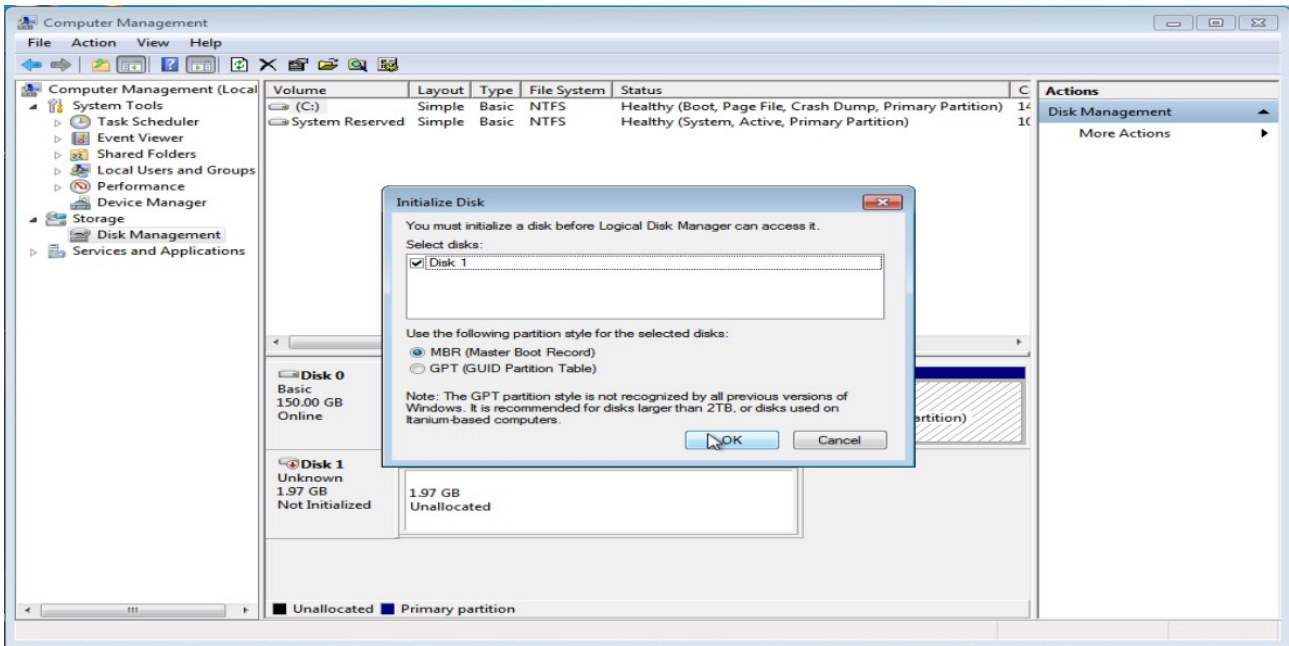 Computer Management
File Action View Help
Computer Management (Local
System Tools
Task Scheduler
Event Viewer
Shared Folders
Local Users and Groups
Performance
Device Manager
Storage
Disk Management
Services and Applications
Volume Layout Type File System Status C
(C:) Simple Basic NTFS Healthy (Boot, Page File, Crash Dump, Primary Partition) 14
System Reserved Simple Basic NTFS Healthy (System, Active, Primary Partition) 10
Actions
Disk Management
More Actions
Initialize Disk
You must initialize a disk before Logical Disk Manager can access it.
Select disks:
Disk 1
Use the following partition style for the selected disks:
MBR (Master Boot Record)
GPT (GUID Partition Table)
Note: The GPT partition style is not recognized by all previous versions of
Windows. It is recommended for disks larger than 2TB, or disks used on
Itanium-based computers.
OK Cancel
Disk 0
Basic
150.00 GB
Online
artition)
Disk 1
Unknown
1.97 GB
Not Initialized
1.97 GB
Unallocated
Unallocated Primary partition